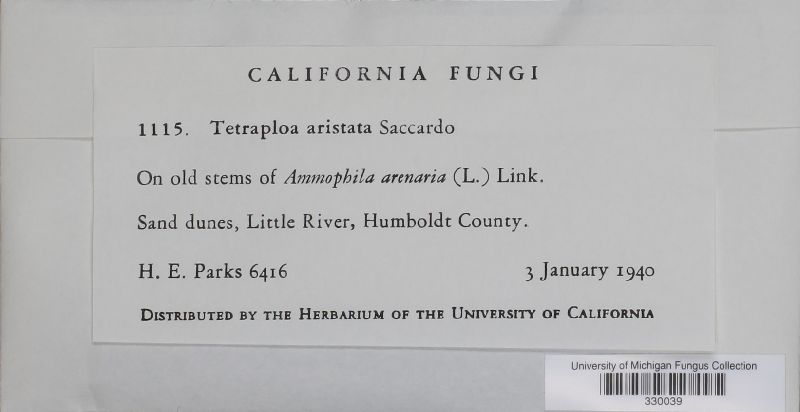 CALIFORNIA FUNGI
1115. Tetraploa aristata Saccardo
On old stems of Ammophila arenaria (L.) Link.
Sand dunes, Little River, Humboldt County.
H. E. Parks 6416 3 January 1940
Distributed by the Herbarium of the University of California
University of Michigan Fungus Collection
330039